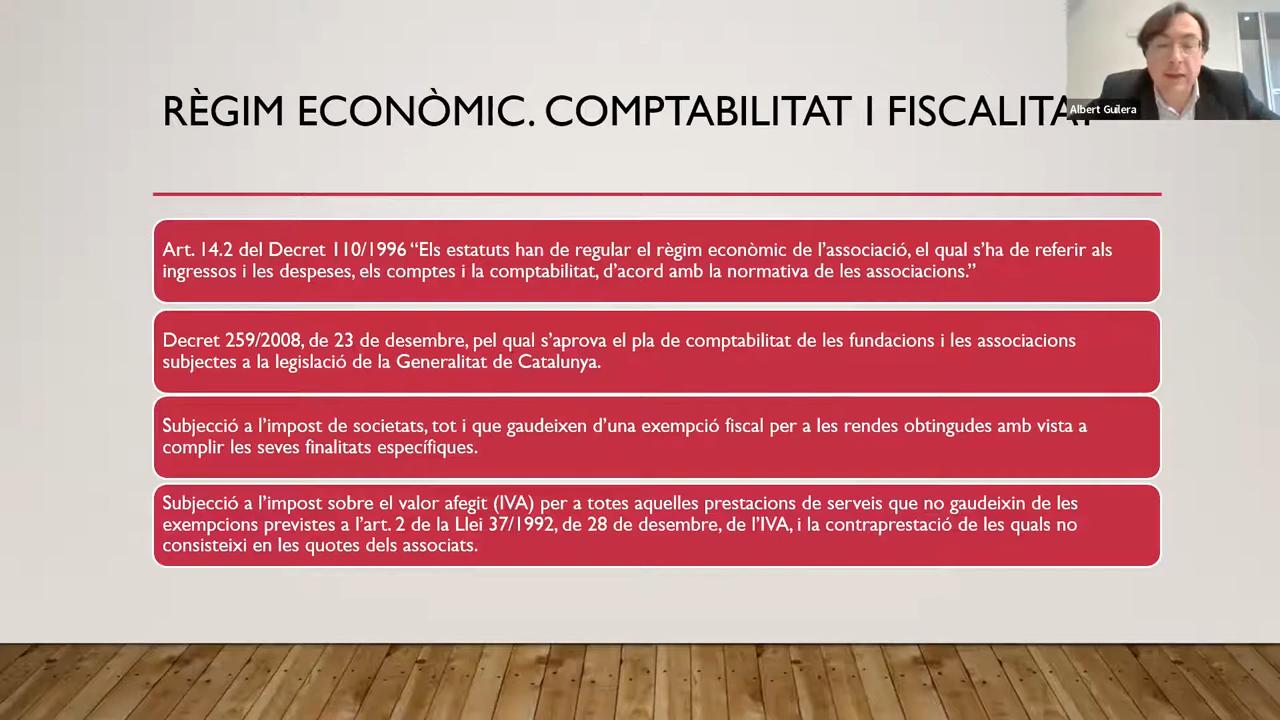 RÈGIM ECONÒMIC. COMPTABILITAT I FISCALITAT
Albert Guilera
Art. 14.2 del Decret 110/1996 “Els estatuts han de regular el règim econòmic de l’associació, el qual s’ha de referir als
ingressos i les despeses, els comptes i la comptabilitat, d’acord amb la normativa de les associacions.”
Decret 259/2008, de 23 de desembre, pel qual s’aprova el pla de comptabilitat de les fundacions i les associacions
subjectes a la legislació de la Generalitat de Catalunya.
Subjecció a l’impost de societats, tot i que gaudeixen d’una exempció fiscal per a les rendes obtingudes amb vista a
complir les seves finalitats específiques.
Subjecció a l’impost sobre el valor afegit (IVA) per a totes aquelles prestacions de serveis que no gaudeixin de les
exempcions previstes a l’art. 2 de la Llei 37/1992, de 28 de desembre, de l’IVA, i la contraprestació de les quals no
consisteixi en les quotes dels associats.